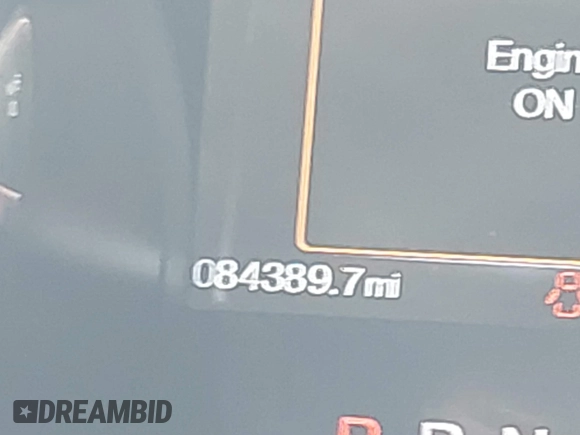 Engin
ON
084389.7mi
P R N
DREAMBID